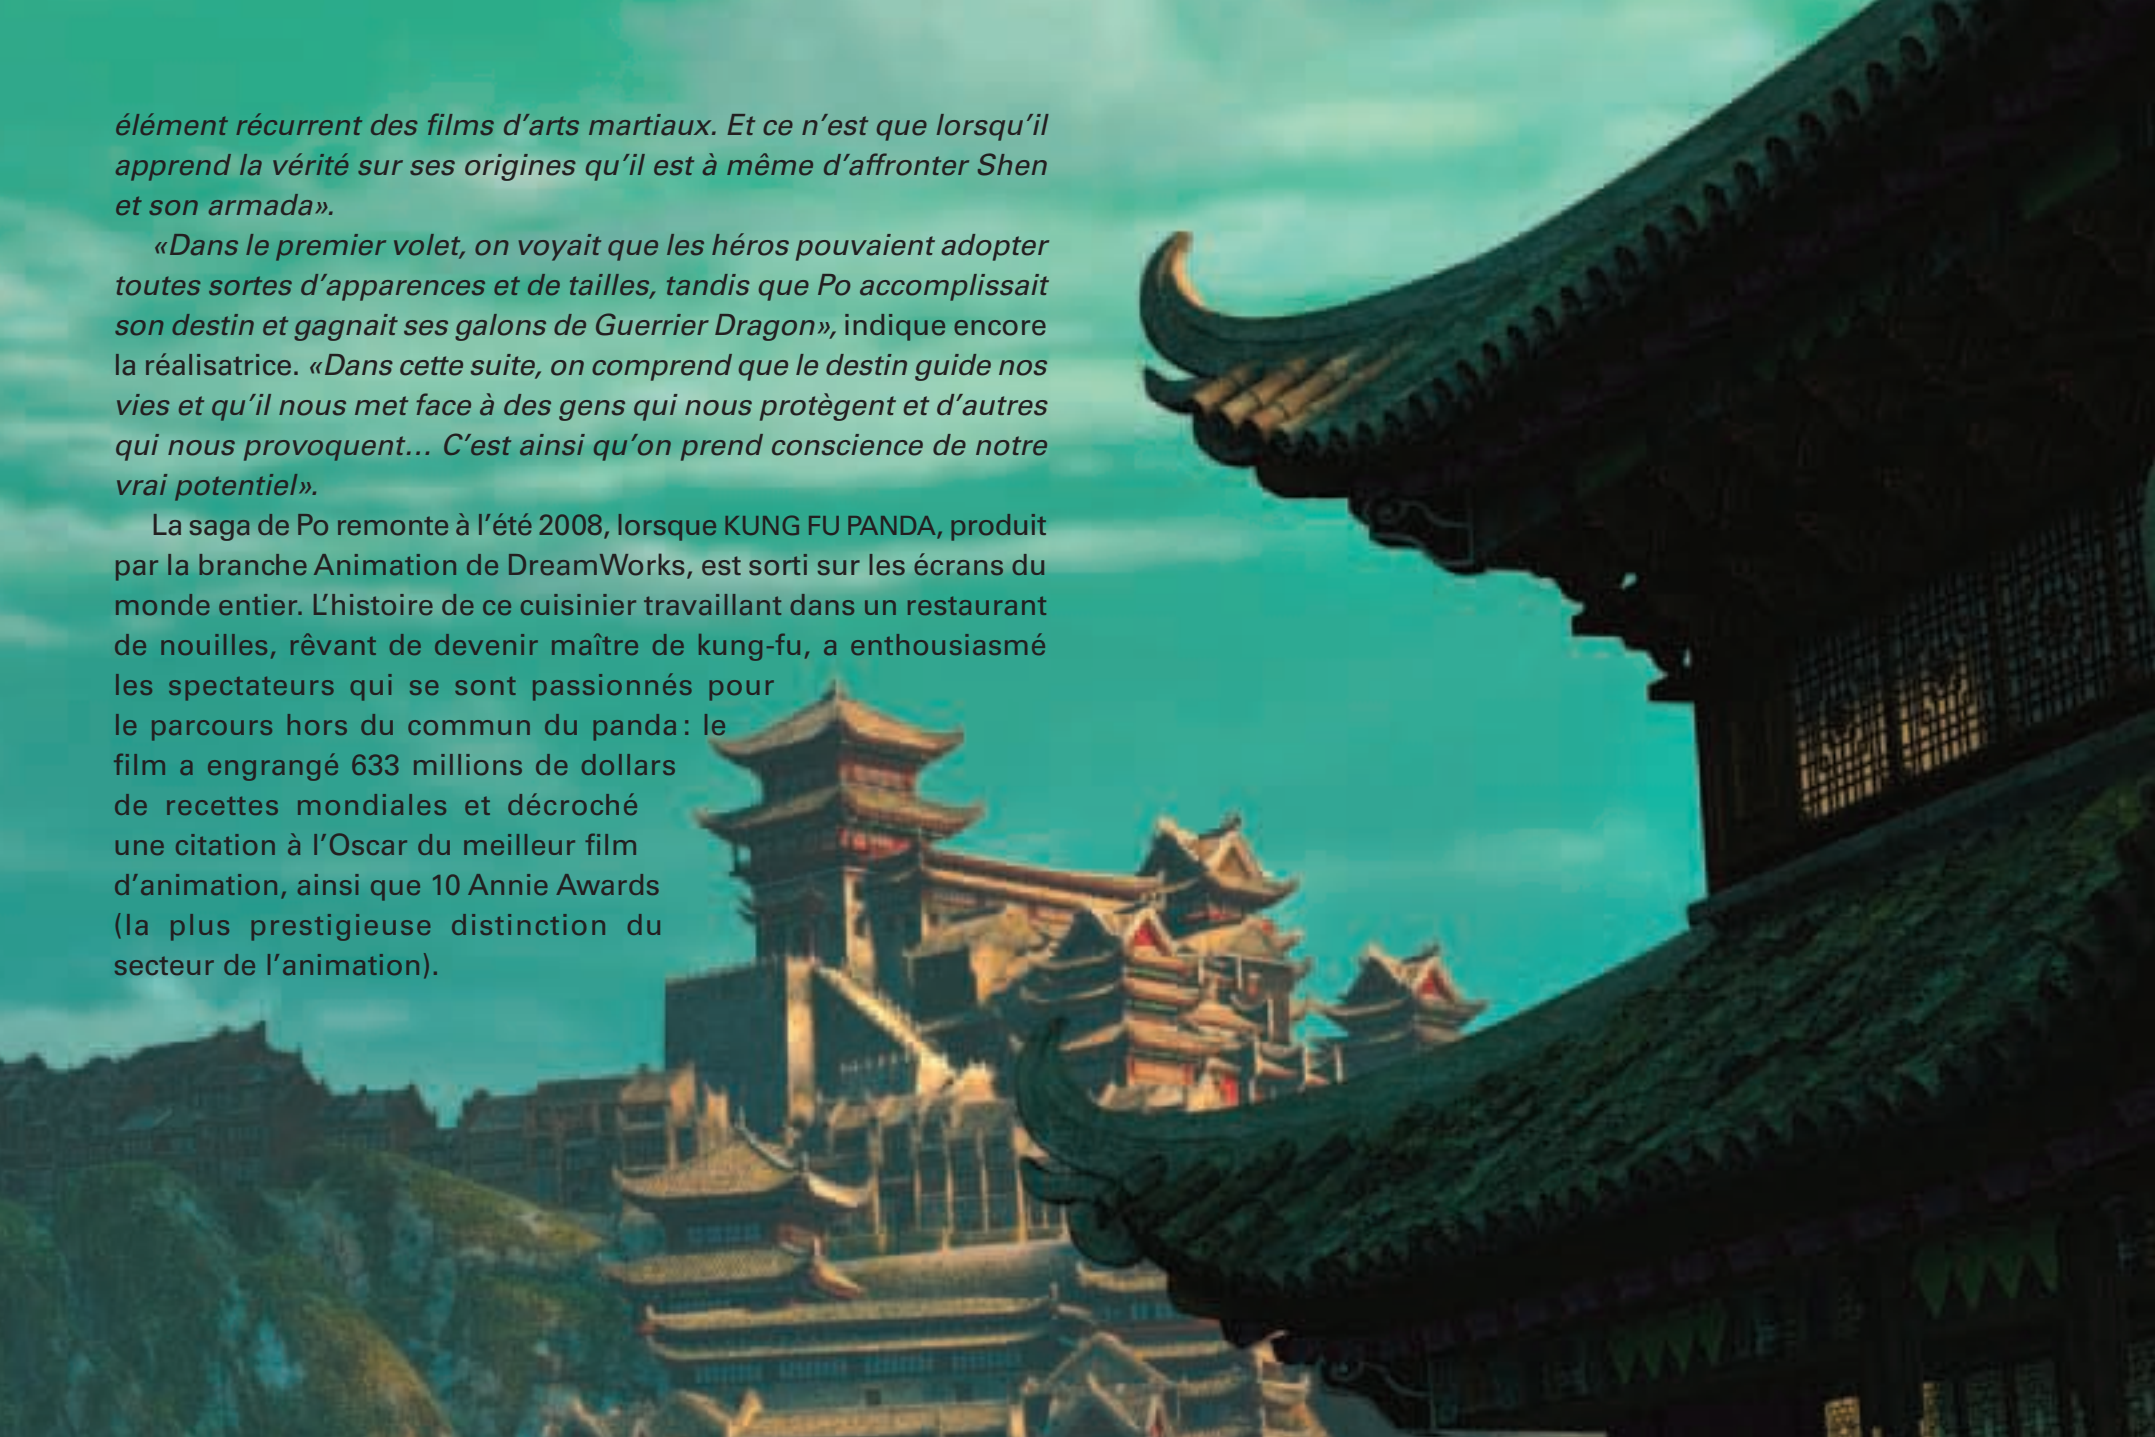 élément récurrent des films d’arts martiaux. Et ce n’est que lorsqu’il
apprend la vérité sur ses origines qu’il est à même d’affronter Shen
et son armada».
«Dans le premier volet, on voyait que les héros pouvaient adopter
toutes sortes d’apparences et de tailles, tandis que Po accomplissait
son destin et gagnait ses galons de Guerrier Dragon», indique encore
la réalisatrice. «Dans cette suite, on comprend que le destin guide nos
vies et qu’il nous met face à des gens qui nous protègent et d’autres
qui nous provoquent… C’est ainsi qu’on prend conscience de notre
vrai potentiel».
La saga de Po remonte à l’été 2008, lorsque KUNG FU PANDA, produit
par la branche Animation de DreamWorks, est sorti sur les écrans du
monde entier. L’histoire de ce cuisinier travaillant dans un restaurant
de nouilles, rêvant de devenir maître de kung-fu, a enthousiasmé
les spectateurs qui se sont passionnés pour
le parcours hors du commun du panda : le
film a engrangé 633 millions de dollars
de recettes mondiales et décroché
une citation à l’Oscar du meilleur film
d’animation, ainsi que 10 Annie Awards
(la plus prestigieuse distinction du
secteur de l’animation).